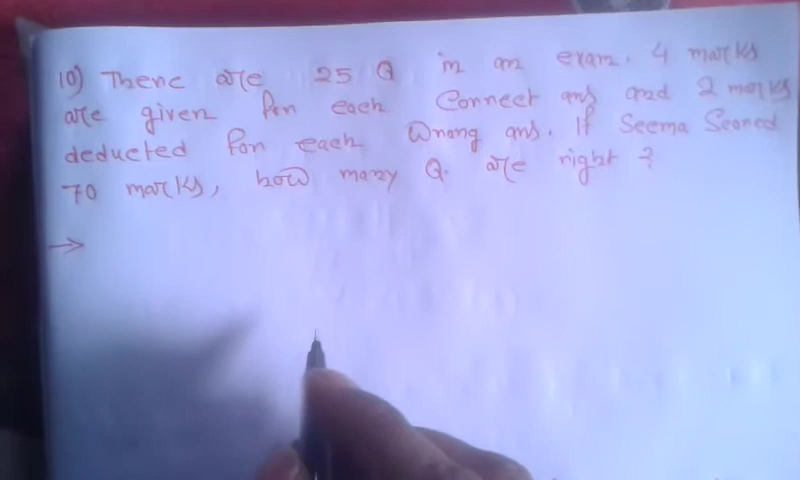 10) There are 25 Q in an exam. 4 marks
are given for each Correct ans and 2 marks
deducted for each Wrong ans. If Seema Scored
70 marks, how many Q. are right ?
→